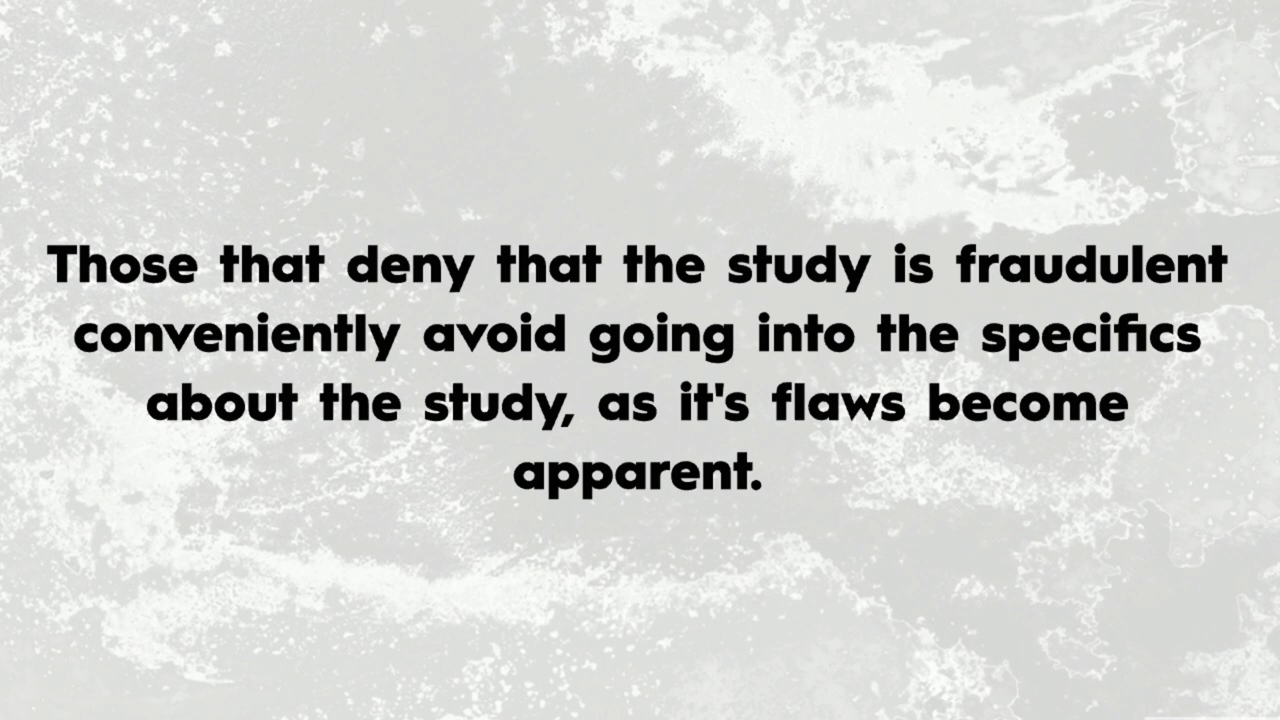 Those that deny that the study is fraudulent
conveniently avoid going into the specifics
about the study, as it's flaws become
apparent.